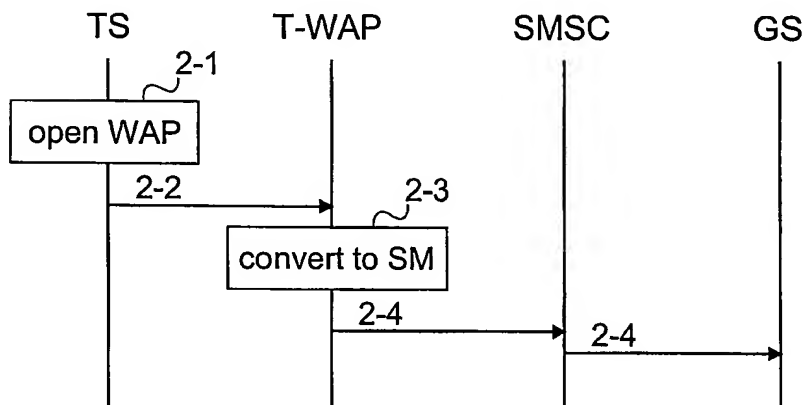 TS T-WAP SMSC GS
2-1
open WAP
2-2
2-3
convert to SM
2-4
2-4